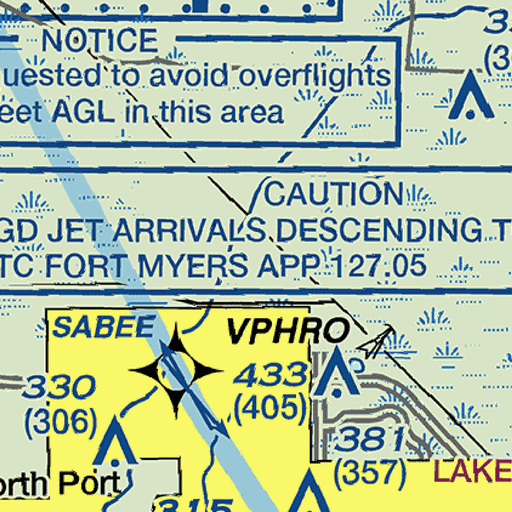 NOTICE
uested to avoid overflights
eet AGL in this area
CAUTION
GD JET ARRIVALS DESCENDING T
TC FORT MYERS APP 127.05
SABEE
VPHRO
330
(306)
433
(405)
381
(357)
LAKE
orth Port
315